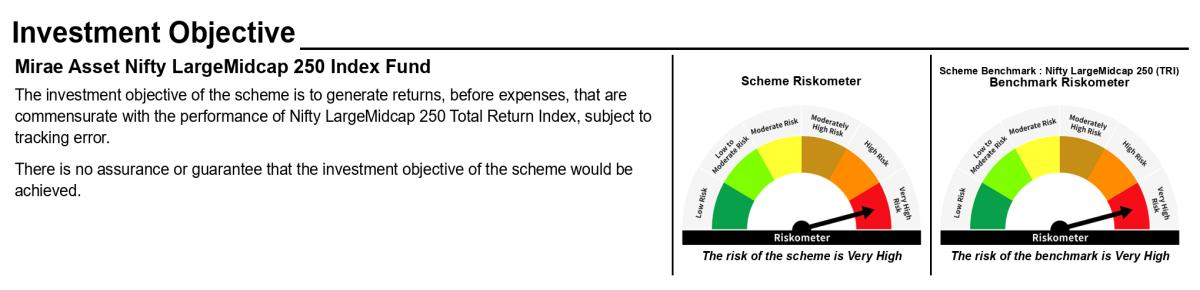 Investment Objective
Mirae Asset Nifty LargeMidcap 250 Index Fund
The investment objective of the scheme is to generate returns, before expenses, that are
commensurate with the performance of Nifty LargeMidcap 250 Total Return Index, subject to
tracking error.
There is no assurance or guarantee that the investment objective of the scheme would be
achieved.
Scheme Riskometer
Low Risk
Low to
Moderate Risk
Moderate Risk
Moderately
High Risk
High Risk
Very High
Risk
Riskometer
The risk of the scheme is Very High
Scheme Benchmark : Nifty LargeMidcap 250 (TRI)
Benchmark Riskometer
Low Risk
Low to
Moderate Risk
Moderate Risk
Moderately
High Risk
High Risk
Very High
Risk
Riskometer
The risk of the benchmark is Very High